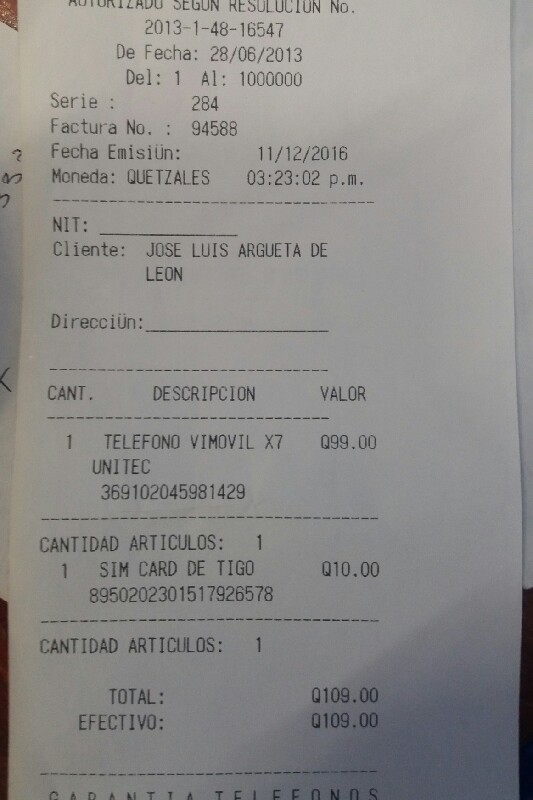 AUTORIZADO SEGUN RESOLUCION No.
2013-1-48-16547
De Fecha: 28/06/2013
Del: 1 Al: 1000000
Serie : 284
Factura No. : 94588
Fecha Emisiün: 11/12/2016
Moneda: QUETZALES 03:23:02 p.m.
NIT:
Cliente: JOSE LUIS ARGUETA DE
LEON
Direcciün:
CANT. DESCRIPCION VALOR
1 TELEFONO VIMOVIL X7 Q99.00
UNITEC
369102045981429
CANTIDAD ARTICULOS: 1
1 SIM CARD DE TIGO Q10.00
8950202301517926578
CANTIDAD ARTICULOS: 1
TOTAL: Q109.00
EFECTIVO: Q109.00
GARANTIA TELEFONOS